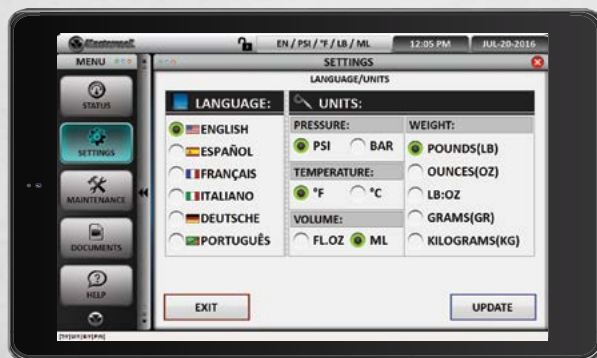 EN / PSI / °F / LB / ML
12:05 PM
JUL-20-2016
MENU
SETTINGS
LANGUAGE/UNITS
STATUS
SETTINGS
MAINTENANCE
DOCUMENTS
HELP
LANGUAGE:
ENGLISH
ESPAÑOL
FRANÇAIS
ITALIANO
DEUTSCHE
PORTUGUÊS
UNITS:
PRESSURE:
PSI
BAR
TEMPERATURE:
°F
°C
VOLUME:
FL.OZ
ML
WEIGHT:
POUNDS(LB)
OUNCES(OZ)
LB:OZ
GRAMS(GR)
KILOGRAMS(KG)
EXIT
UPDATE